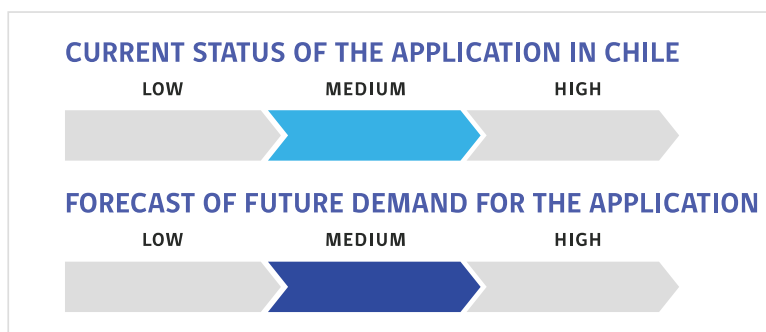 CURRENT STATUS OF THE APPLICATION IN CHILE
LOW MEDIUM HIGH
FORECAST OF FUTURE DEMAND FOR THE APPLICATION
LOW MEDIUM HIGH